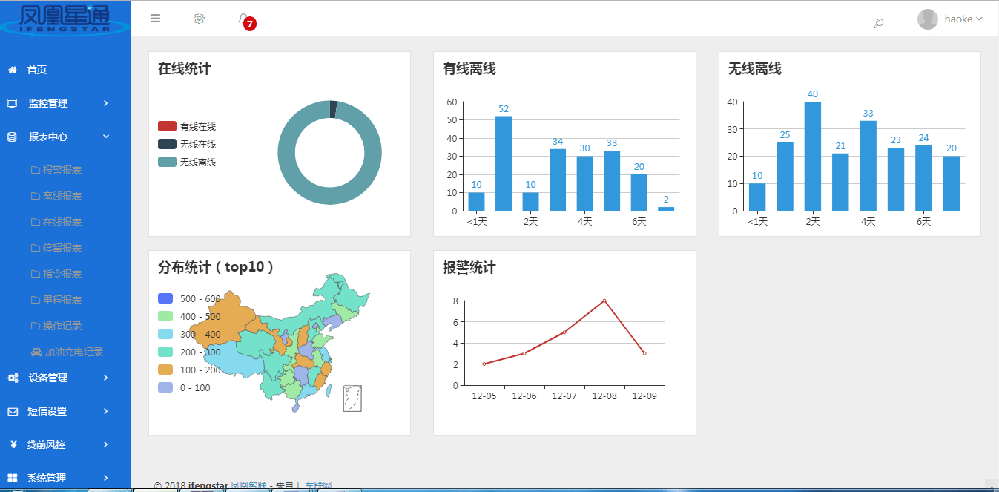 凤凰星通
IFENGSTAR
7
haoke
首页
监控管理
报表中心
报警报表
离线报表
在线报表
停留报表
指令报表
里程报表
操作记录
加油充电记录
设备管理
短信设置
¥ 贷前风控
系统管理
在线统计
有线在线
无线在线
无线离线
有线离线
60
50
40
30
20
10
0
10
52
10
34
30
33
20
2
<1天
2天
4天
6天
无线离线
40
30
20
10
0
10
25
40
21
33
23
24
20
<1天
2天
4天
6天
分布统计（top10）
500 - 600
400 - 500
300 - 400
200 - 300
100 - 200
0 - 100
报警统计
8
6
4
2
0
12-05
12-06
12-07
12-08
12-09
© 2018 ifengstar 凤凰智联 - 来自于 车联网